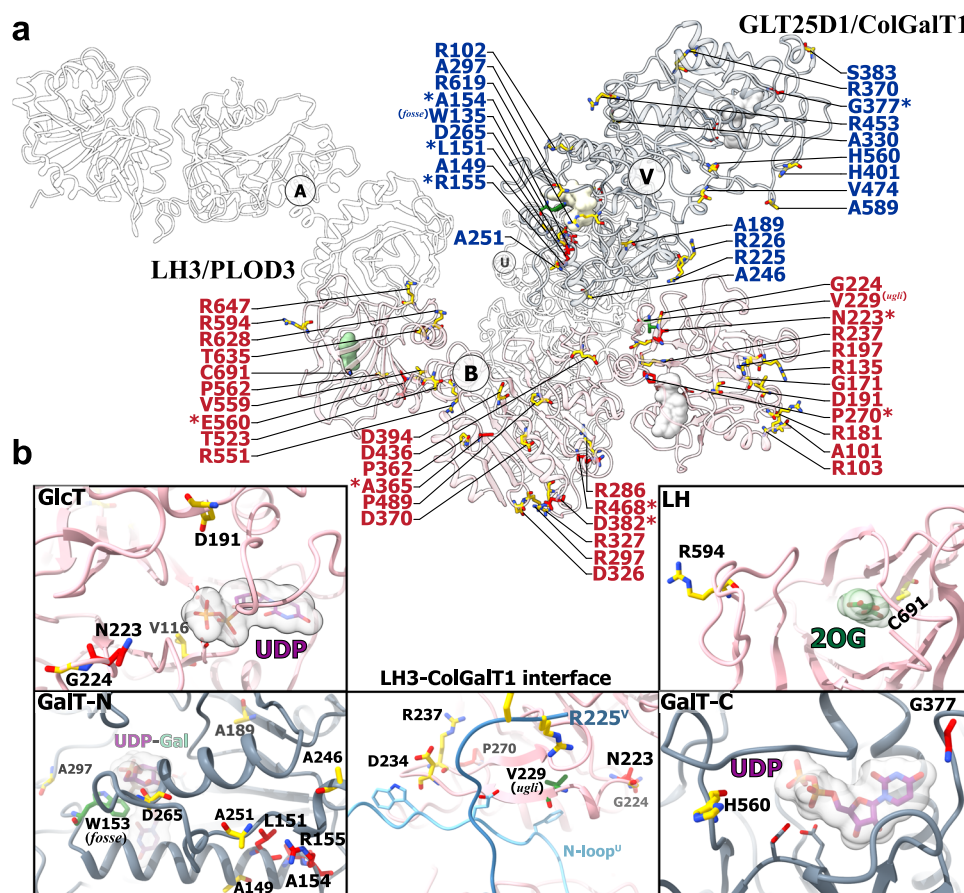 a
GLT25D1/ColGalT1
R102
A297
R619
*A154
(fosse)W135
D265
*L151
A149
*R155
A251
S383
R370
G377*
R453
A330
H560
H401
V474
A589
A
V
U
B
A189
R226
R225
A246
LH3/PLOD3
R647
R594
R628
T635
C691
P562
V559
*E560
T523
R551
G224
V229(ugli)
N223*
R237
R197
R135
G171
D191
P270*
R181
A101
R103
D394
D436
P362
*A365
P489
D370
R286
R468*
D382*
R327
R297
D326
b
GlcT
D191
N223
V116
G224
UDP
LH
R594
C691
2OG
GalT-N
UDP-Gal
A189
A297
A246
W153
(fosse)
D265
A251
L151
R155
A154
A149
LH3-ColGalT1 interface
R237
R225V
D234
P270
V229
(ugli)
N223
G224
N-loopU
GalT-C
G377
UDP
H560